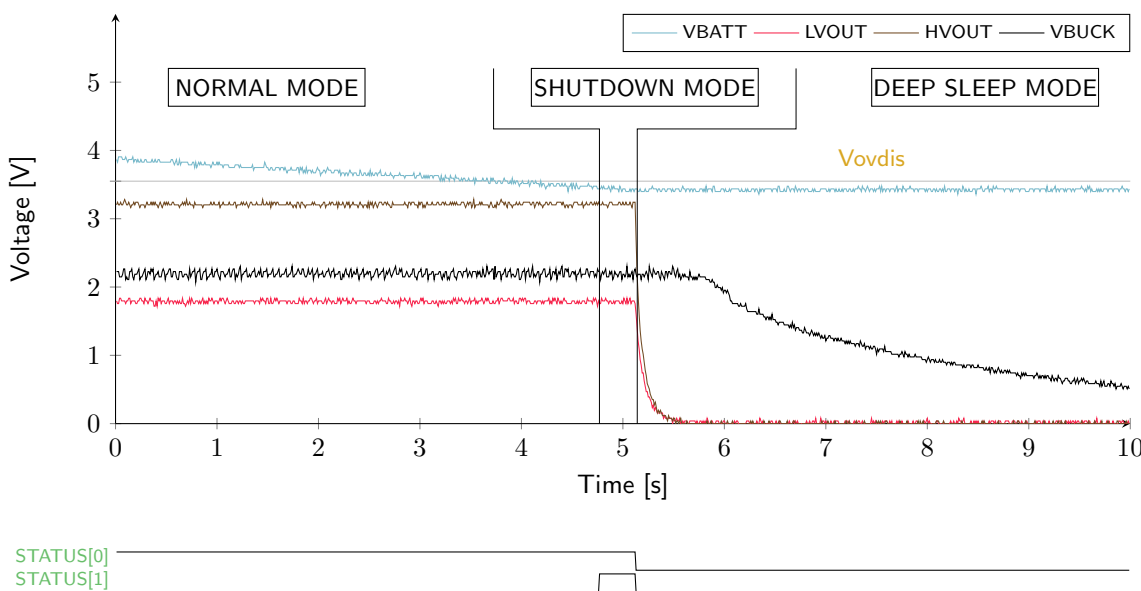 VBATT LVOUT HVOUT VBUCK
NORMAL MODE SHUTDOWN MODE DEEP SLEEP MODE
Vovdis
Voltage [V]
5
4
3
2
1
0
0 1 2 3 4 5 6 7 8 9 10
Time [s]
STATUS[0]
STATUS[1]